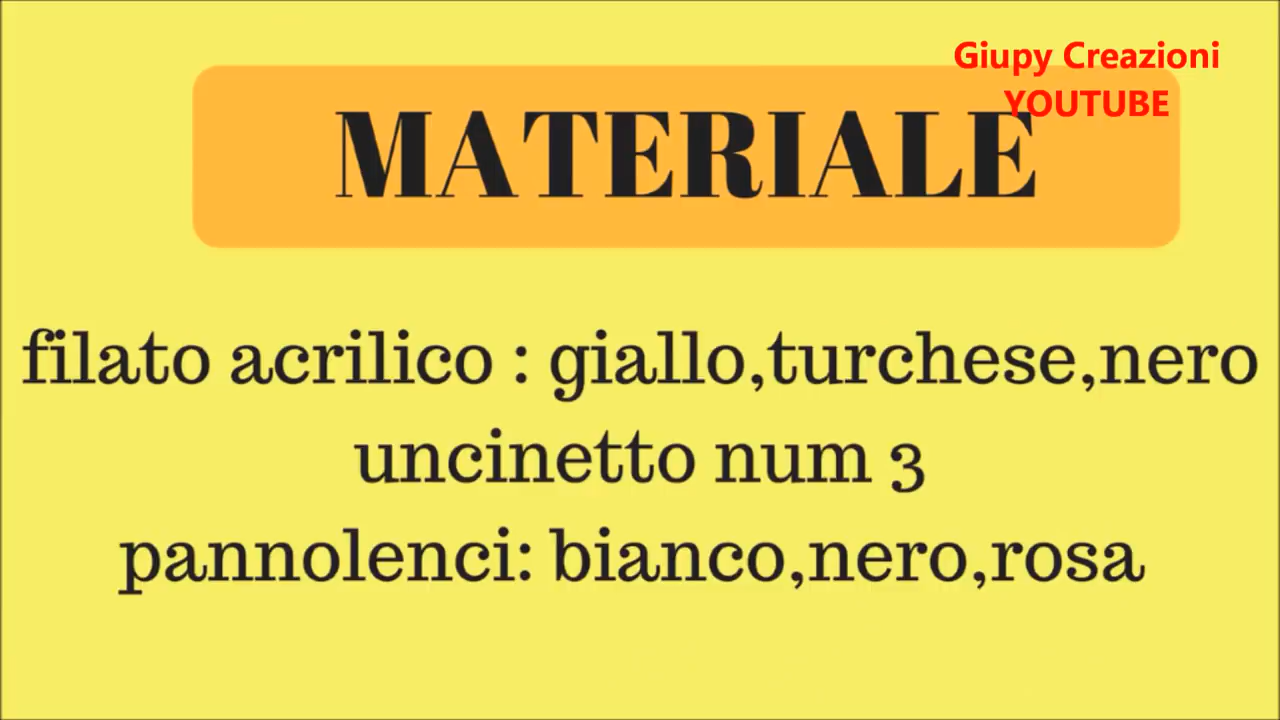 Giupy Creazioni
YOUTUBE
MATERIALE
filato acrilico : giallo,turchese,nero
uncinetto num 3
pannolenci: bianco,nero,rosa